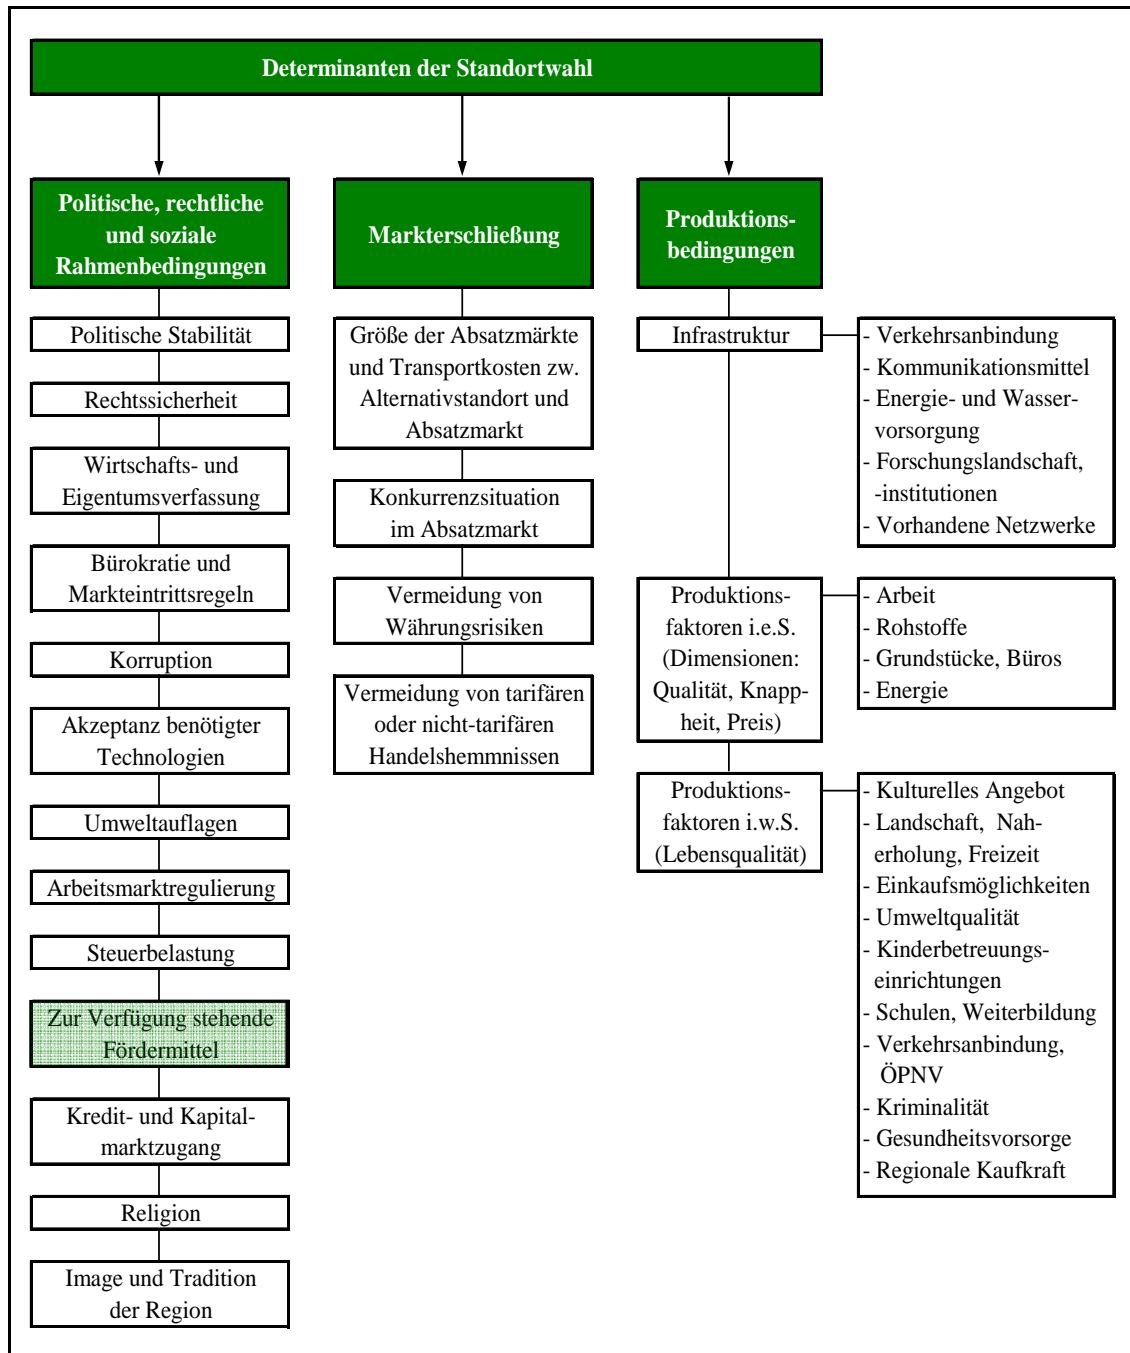 Determinanten der Standortwahl
Politische, rechtliche
und soziale
Rahmenbedingungen
Politische Stabilität
Rechtssicherheit
Wirtschafts- und
Eigentumsverfassung
Bürokratie und
Markteintrittsregeln
Korruption
Akzeptanz benötigter
Technologien
Umweltauflagen
Arbeitsmarktregulierung
Steuerbelastung
Zur Verfügung stehende
Fördermittel
Kredit- und Kapital-
marktzugang
Religion
Image und Tradition
der Region
Markterschließung
Größe der Absatzmärkte
und Transportkosten zw.
Alternativstandort und
Absatzmarkt
Konkurrenzsituation
im Absatzmarkt
Vermeidung von
Währungsrisiken
Vermeidung von tarifären
oder nicht-tarifären
Handelshemmnissen
Produktions-
bedingungen
Infrastruktur
- Verkehrsanbindung
- Kommunikationsmittel
- Energie- und Wasser-
vorsorgung
- Forschungslandschaft,
-institutionen
- Vorhandene Netzwerke
Produktions-
faktoren i.e.S.
(Dimensionen:
Qualität, Knapp-
heit, Preis)
- Arbeit
- Rohstoffe
- Grundstücke, Büros
- Energie
Produktions-
faktoren i.w.S.
(Lebensqualität)
- Kulturelles Angebot
- Landschaft, Nah-
erholung, Freizeit
- Einkaufsmöglichkeiten
- Umweltqualität
- Kinderbetreuungs-
einrichtungen
- Schulen, Weiterbildung
- Verkehrsanbindung,
ÖPNV
- Kriminalität
- Gesundheitsvorsorge
- Regionale Kaufkraft